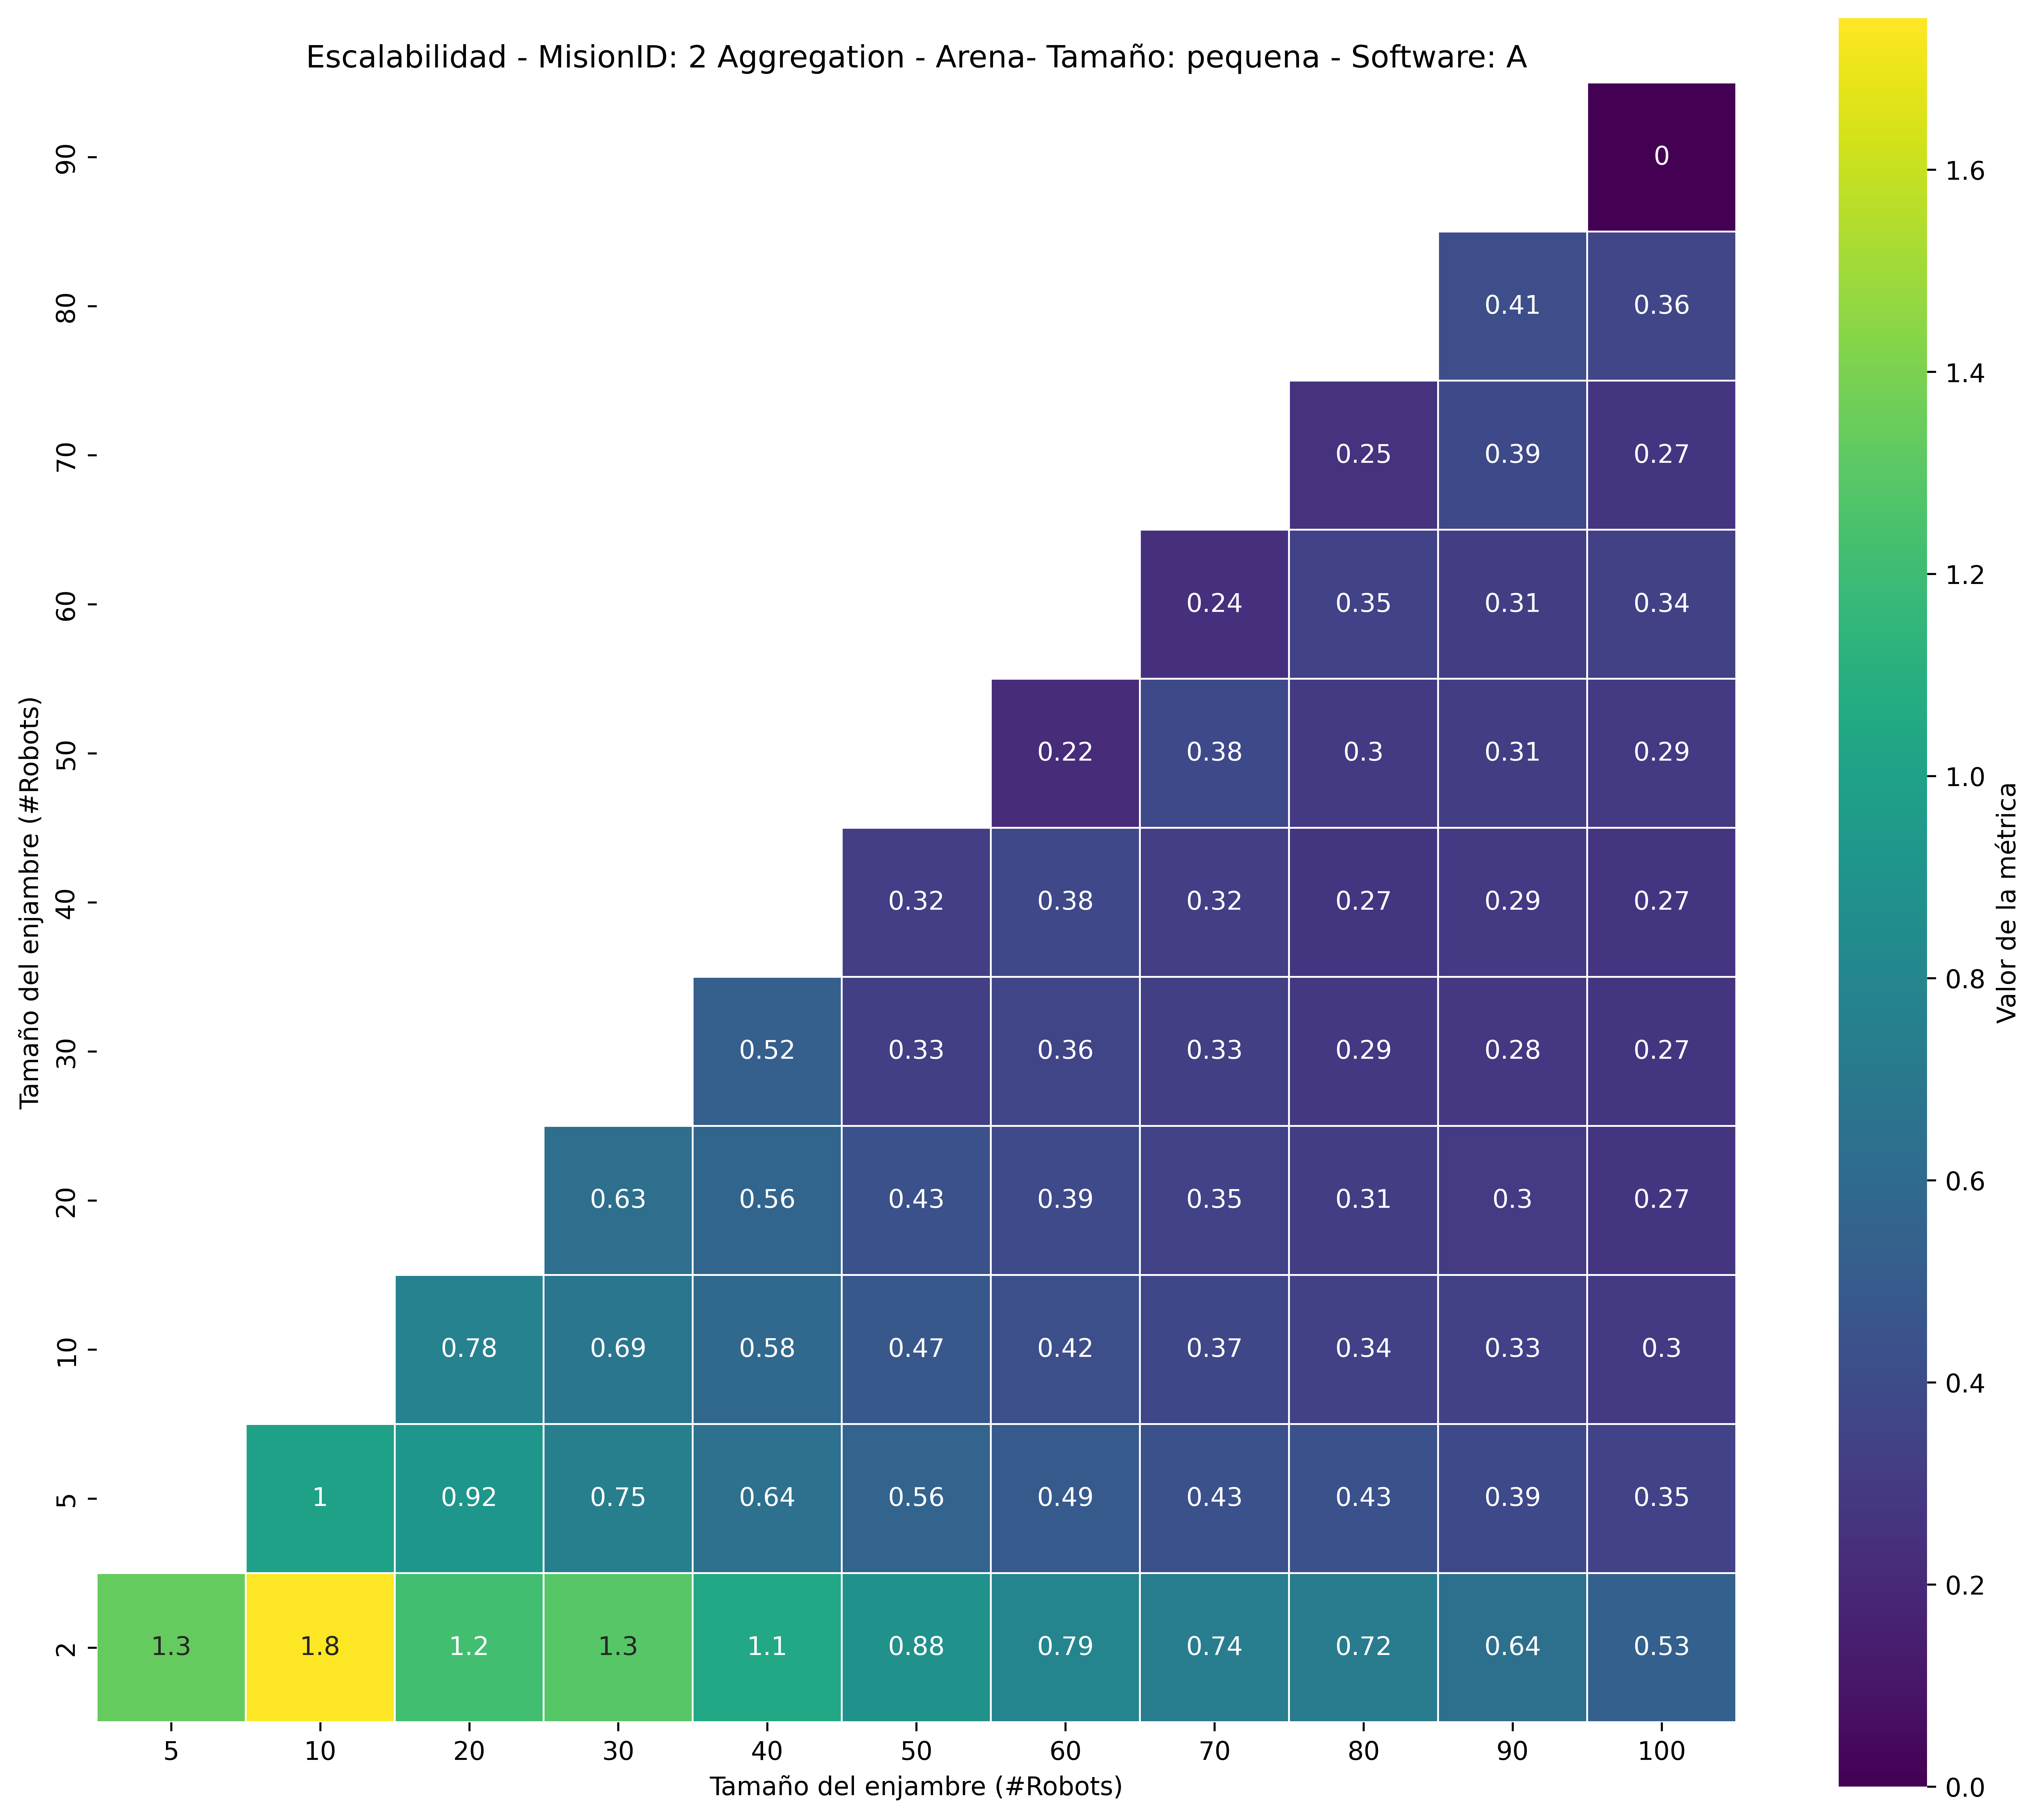 Escalabilidad - MisionID: 2 Aggregation - Arena- Tamaño: pequena - Software: A
90
0
80
0.41 0.36
70
0.25 0.39 0.27
60
0.24 0.35 0.31 0.34
50
0.22 0.38 0.3 0.31 0.29
40
0.32 0.38 0.32 0.27 0.29 0.27
30
0.52 0.33 0.36 0.33 0.29 0.28 0.27
20
0.63 0.56 0.43 0.39 0.35 0.31 0.3 0.27
10
0.78 0.69 0.58 0.47 0.42 0.37 0.34 0.33 0.3
5
1 0.92 0.75 0.64 0.56 0.49 0.43 0.43 0.39 0.35
2
1.3 1.8 1.2 1.3 1.1 0.88 0.79 0.74 0.72 0.64 0.53
5 10 20 30 40 50 60 70 80 90 100
Tamaño del enjambre (#Robots)
Tamaño del enjambre (#Robots)
1.6
1.4
1.2
1.0
0.8
0.6
0.4
0.2
0.0
Valor de la métrica